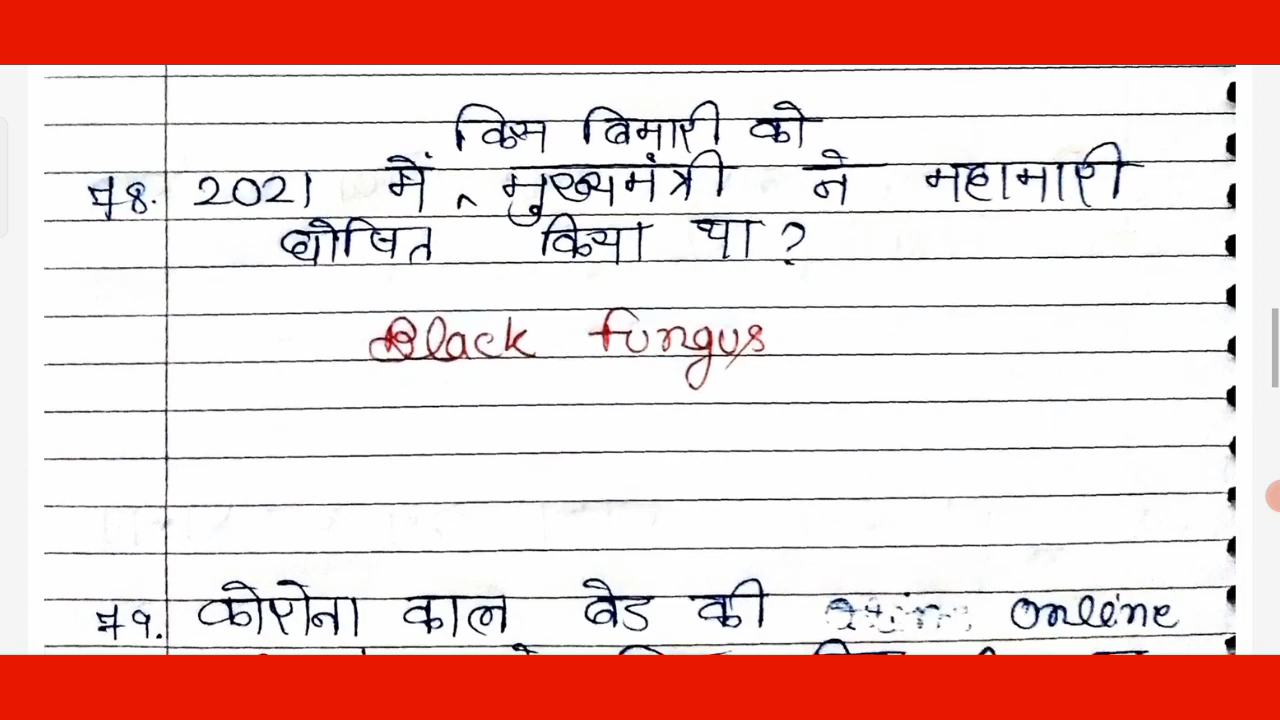 किस बिमारी को
78. 2021 में ^ मुख्यमंत्री ने महामारी
घोषित किया था ?
Black fungus
79. कोरोना काल बेड की online